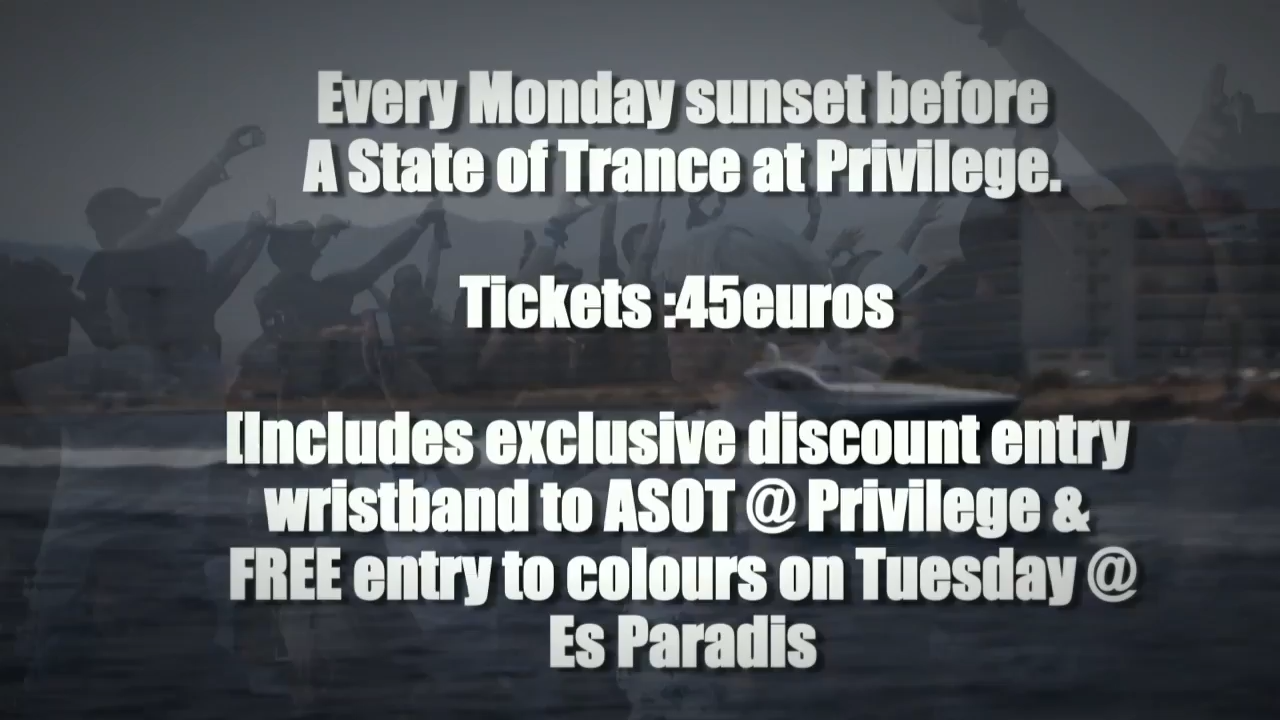 Every Monday sunset before
A State of Trance at Privilege.
Tickets :45euros
[Includes exclusive discount entry
wristband to ASOT @ Privilege &
FREE entry to colours on Tuesday @
Es Paradis